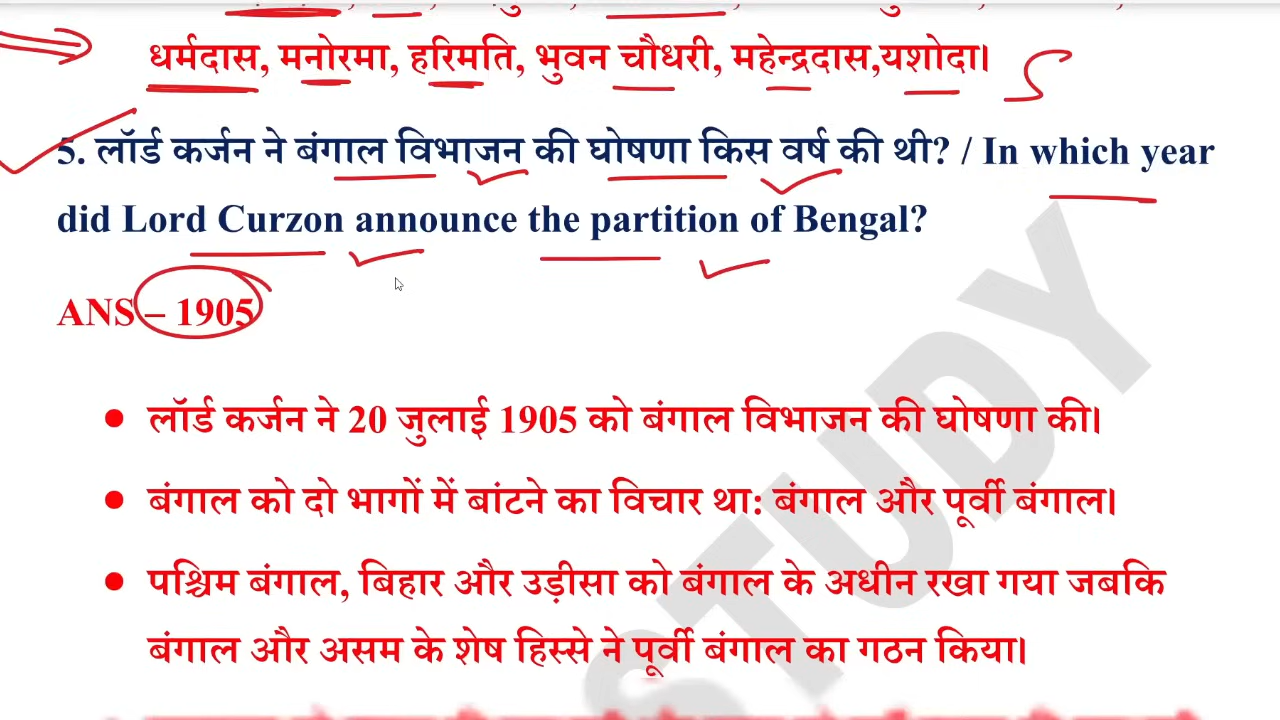 धर्मदास, मनोरमा, हरिमति, भुवन चौधरी, महेन्द्रदास,यशोदा।
5. लॉर्ड कर्जन ने बंगाल विभाजन की घोषणा किस वर्ष की थी? / In which year
did Lord Curzon announce the partition of Bengal?
ANS – 1905
• लॉर्ड कर्जन ने 20 जुलाई 1905 को बंगाल विभाजन की घोषणा की।
• बंगाल को दो भागों में बांटने का विचार था: बंगाल और पूर्वी बंगाल।
• पश्चिम बंगाल, बिहार और उड़ीसा को बंगाल के अधीन रखा गया जबकि
बंगाल और असम के शेष हिस्से ने पूर्वी बंगाल का गठन किया।
STUDY